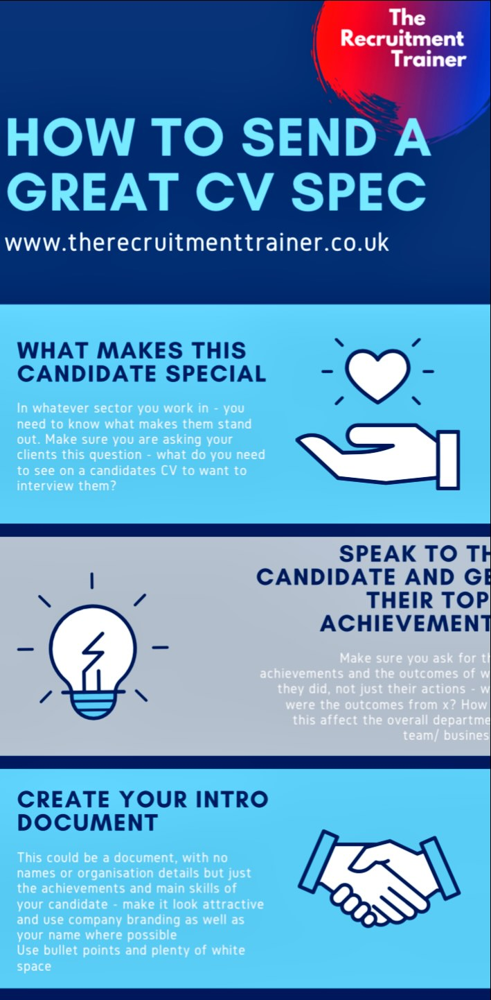 The
Recruitment
Trainer
HOW TO SEND A
GREAT CV SPEC
www.therecruitmenttrainer.co.uk
WHAT MAKES THIS
CANDIDATE SPECIAL
In whatever sector you work in - you
need to know what makes them stand
out. Make sure you are asking your
clients this question - what do you need
to see on a candidates CV to want to
interview them?
SPEAK TO
CANDIDATE AND
THEIR TOP
ACHIEVEMENT
Make sure you ask for
achievements and the outcomes of
they did, not just their actions -
were the outcomes from x? How
this affect the overall
team/
CREATE YOUR INTRO
DOCUMENT
This could be a document, with no
names or organisation details but just
the achievements and main skills of
your candidate - make it look attractive
and use company branding as well as
your name where possible
Use bullet points and plenty of white
space